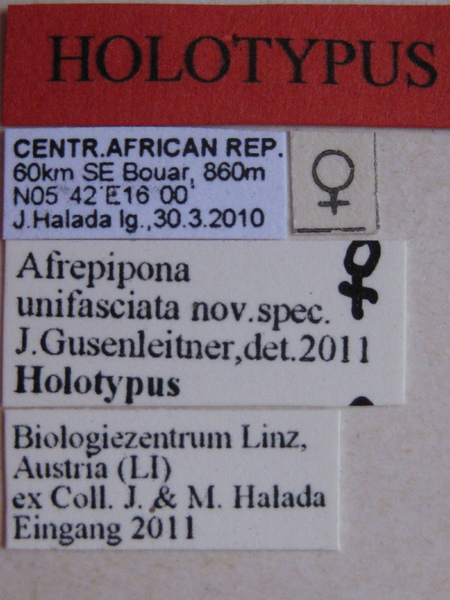 HOLOTYPUS
CENTR.AFRICAN REP.
60km SE Bouar, 860m
N05 42 E16 00
J.Halada lg.,30.3.2010
♀
Afrepipona
unifasciata nov.spec. ♀
J.Gusenleitner,det.2011
Holotypus
Biologiezentrum Linz,
Austria (LI)
ex Coll. J. & M. Halada
Eingang 2011